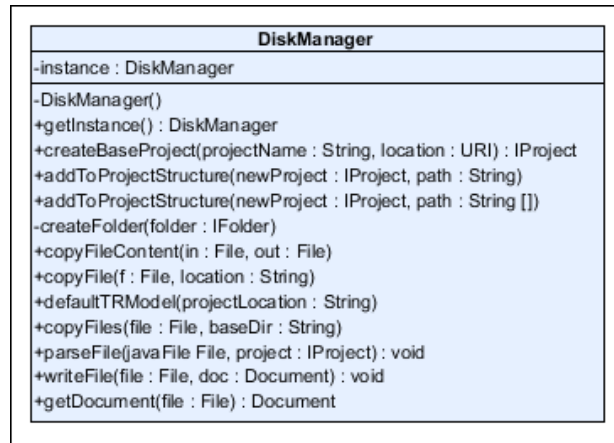 DiskManager
-instance : DiskManager
-DiskManager()
+getInstance() : DiskManager
+createBaseProject(projectName : String, location : URI) : IProject
+addToProjectStructure(newProject : IProject, path : String)
+addToProjectStructure(newProject : IProject, path : String [])
-createFolder(folder : IFolder)
+copyFileContent(in : File, out : File)
+copyFile(f : File, location : String)
+defaultTRModel(projectLocation : String)
+copyFiles(file : File, baseDir : String)
+parseFile(javaFile File, project : IProject) : void
+writeFile(file : File, doc : Document) : void
+getDocument(file : File) : Document